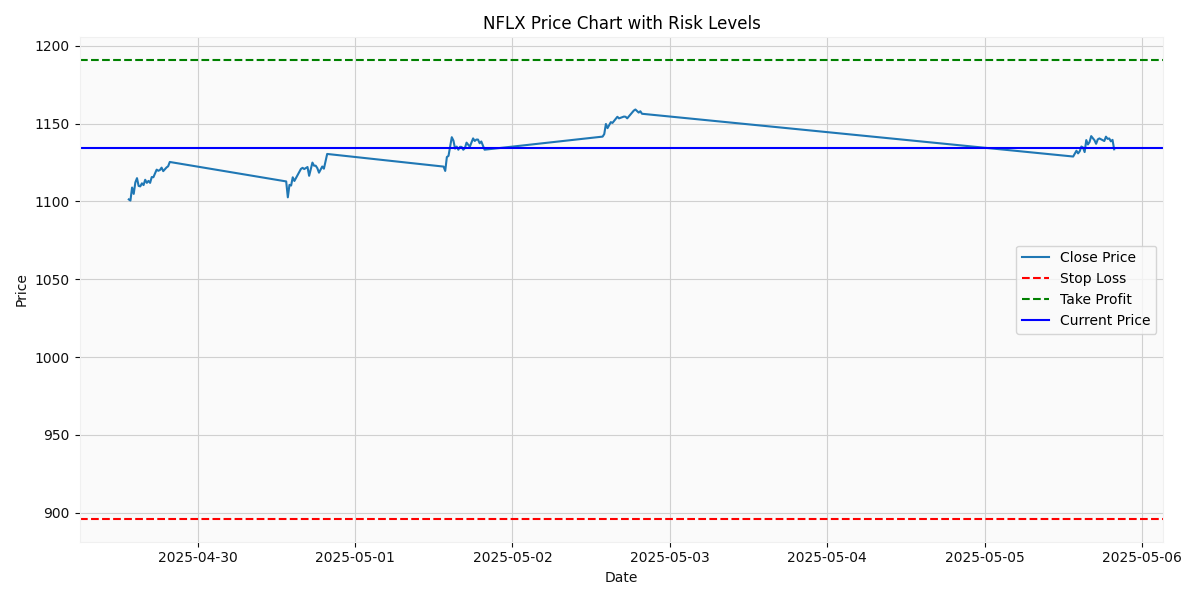 NFLX Price Chart with Risk Levels
1200
1150
1100
1050
1000
950
900
Price
Close Price
Stop Loss
Take Profit
Current Price
2025-04-30
2025-05-01
2025-05-02
2025-05-03
2025-05-04
2025-05-05
2025-05-06
Date